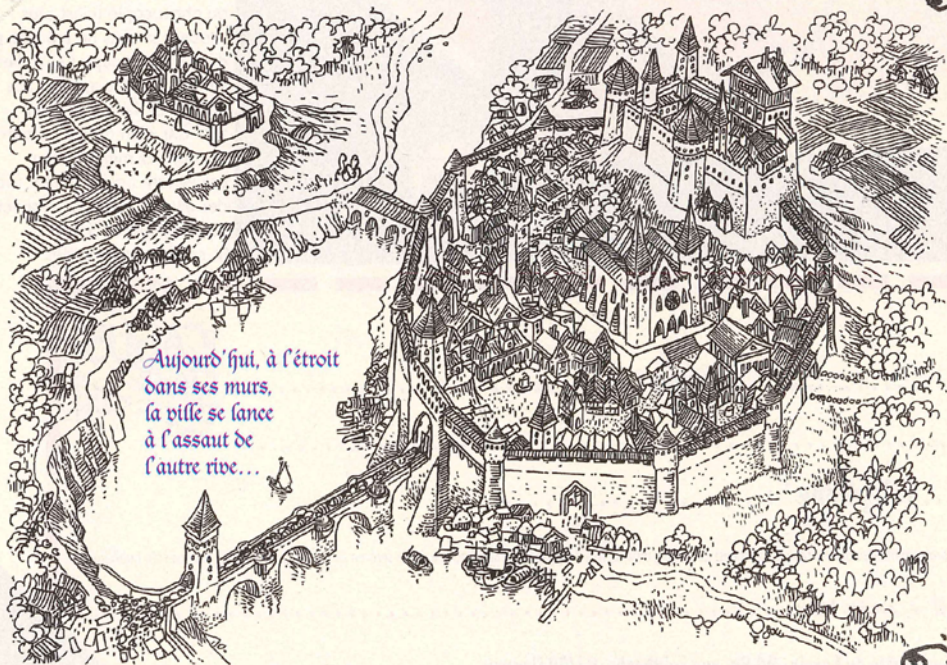 Aujourd'hui, à l'étroit
dans ses murs,
la ville se lance
à l'assaut de
l'autre rive...